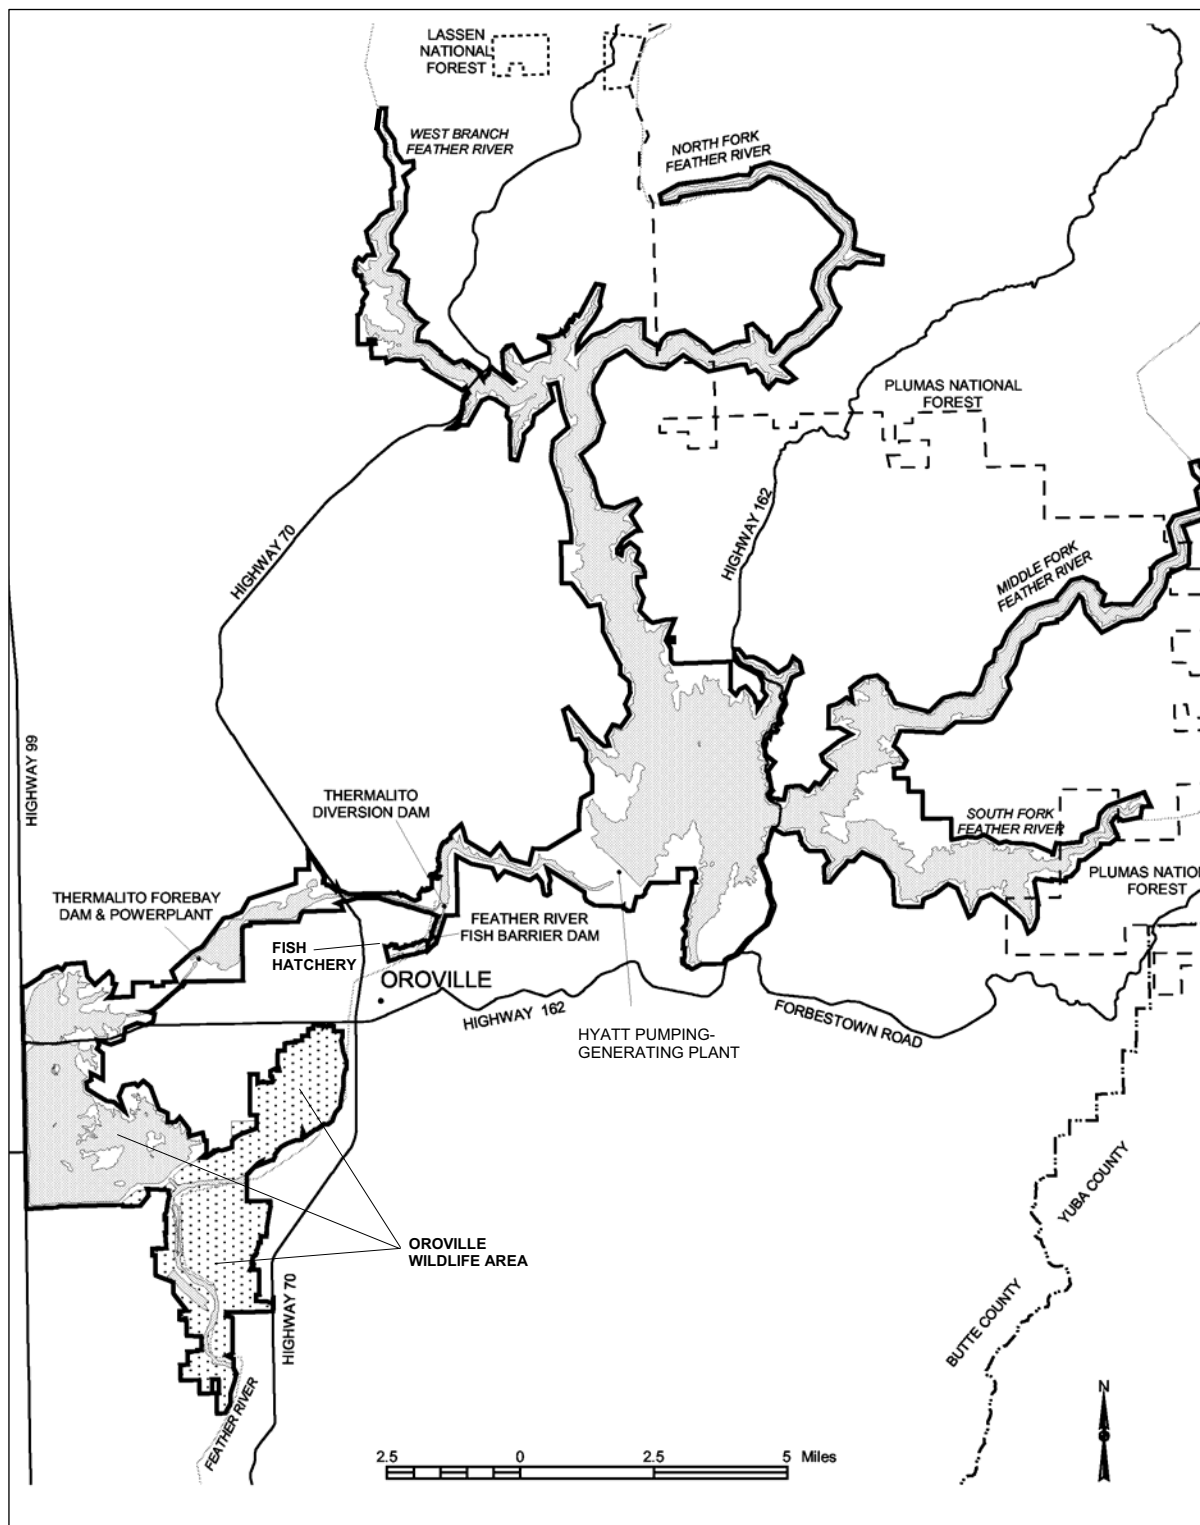 LASSEN
NATIONAL
FOREST
WEST BRANCH
FEATHER RIVER
NORTH FORK
FEATHER RIVER
PLUMAS NATIONAL
FOREST
HIGHWAY 70
HIGHWAY 162
MIDDLE FORK
FEATHER RIVER
HIGHWAY 99
THERMALITO
DIVERSION DAM
SOUTH FORK
FEATHER RIVER
THERMALITO FOREBAY
DAM & POWERPLANT
PLUMAS NATIO
FOREST
FEATHER RIVER
FISH BARRIER DAM
FISH
HATCHERY
OROVILLE
HIGHWAY 162
FORBESTOWN ROAD
HYATT PUMPING-
GENERATING PLANT
YUBA COUNTY
OROVILLE
WILDLIFE AREA
HIGHWAY 70
BUTTE COUNTY
FEATHER RIVER
N
2.5 0 2.5 5 Miles